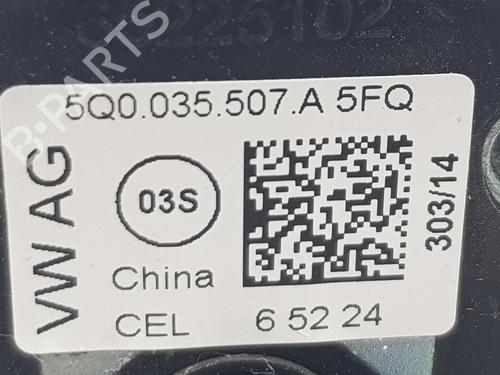 5Q0.035.507.A 5FQ
VW AG
03S
303/14
China
CEL
6 52 24
B-PARTS